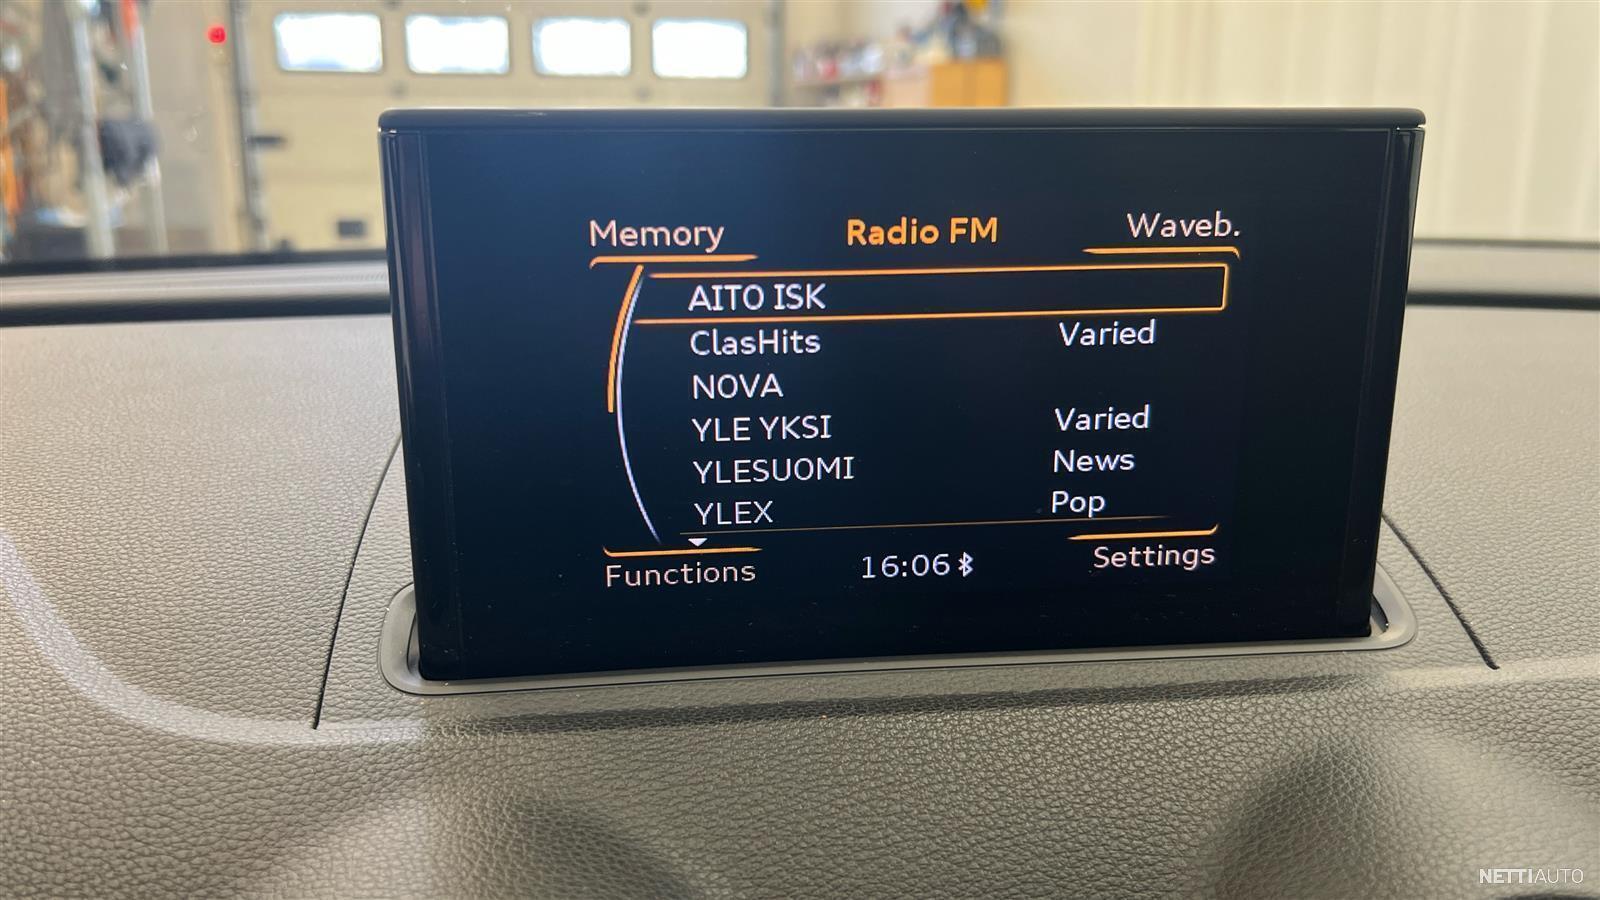 Memory Radio FM Waveb.
AITO ISK
ClasHits Varied
NOVA
YLE YKSI Varied
YLESUOMI News
YLEX Pop
Functions 16:06 Settings
NETTIAUTO